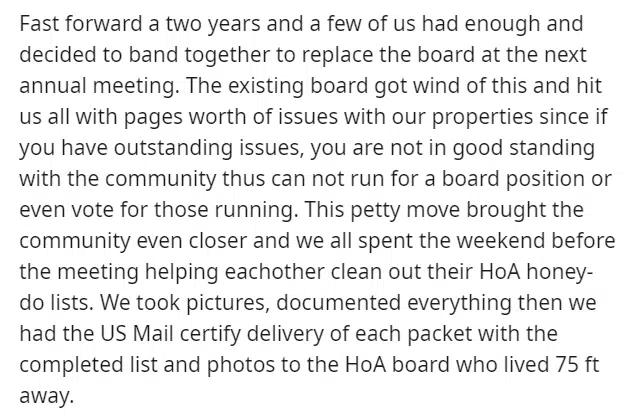 Fast forward a two years and a few of us had enough and
decided to band together to replace the board at the next
annual meeting. The existing board got wind of this and hit
us all with pages worth of issues with our properties since if
you have outstanding issues, you are not in good standing
with the community thus can not run for a board position or
even vote for those running. This petty move brought the
community even closer and we all spent the weekend before
the meeting helping eachother clean out their HoA honey-
do lists. We took pictures, documented everything then we
had the US Mail certify delivery of each packet with the
completed list and photos to the HoA board who lived 75 ft
away.